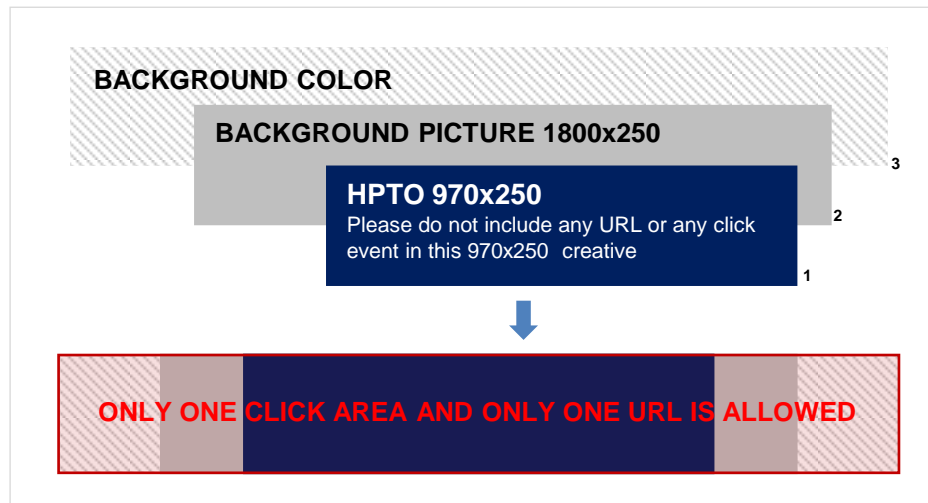 BACKGROUND COLOR
BACKGROUND PICTURE 1800x250
3
HPTO 970x250
Please do not include any URL or any click
event in this 970x250 creative
2
1
ONLY ONE CLICK AREA AND ONLY ONE URL IS ALLOWED